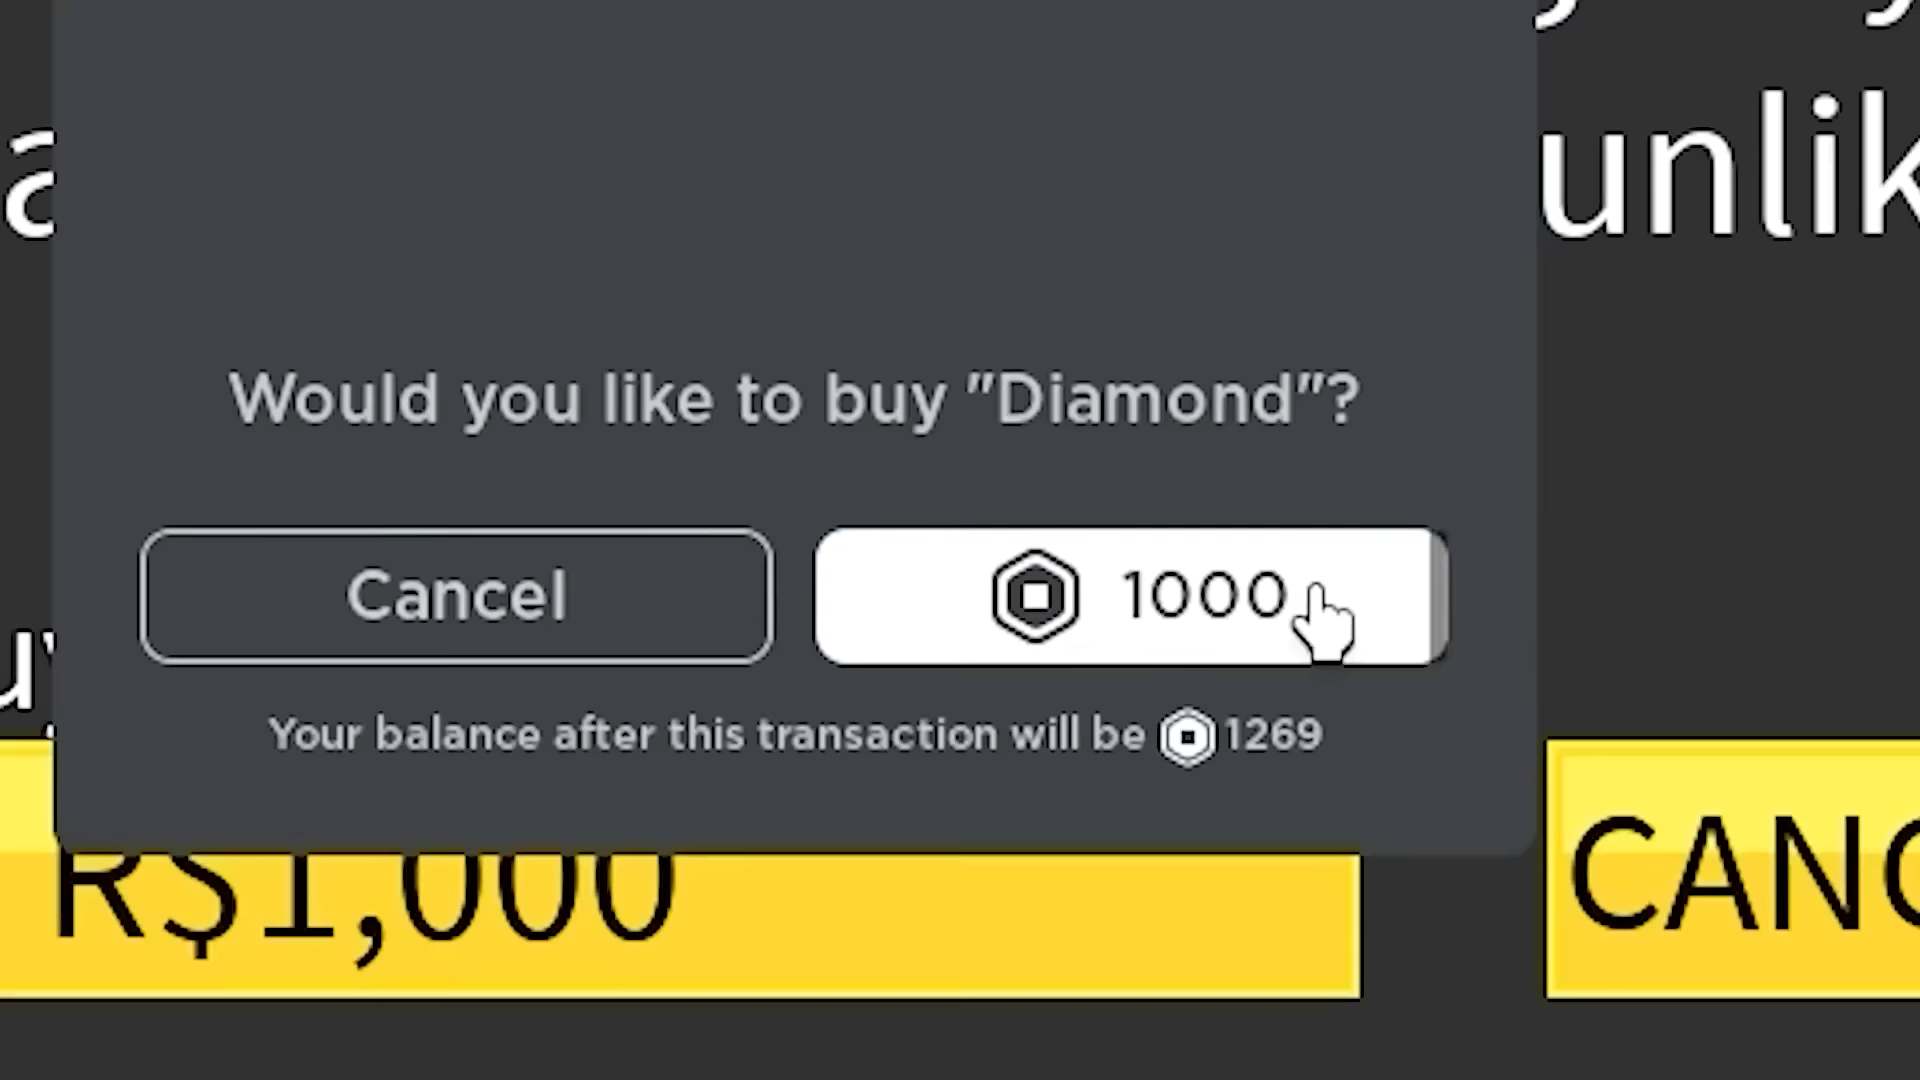 unlik
Would you like to buy "Diamond"?
Cancel
1000
Your balance after this transaction will be 1269
R$1,000
CANC